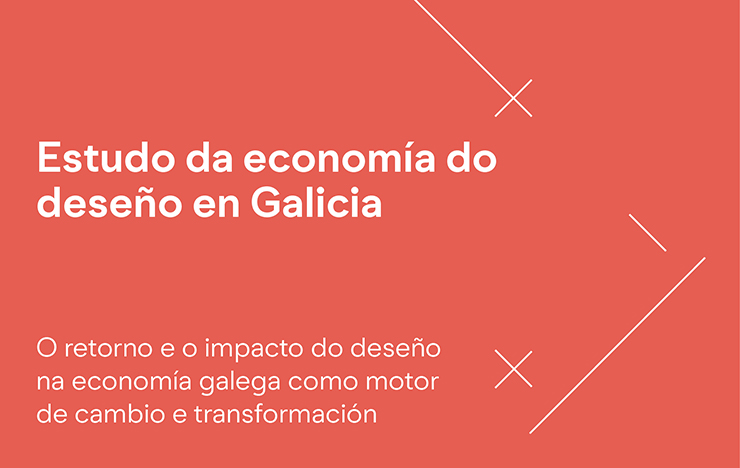 Estudo da economía do
deseño en Galicia
O retorno e o impacto do deseño
na economía galega como motor
de cambio e transformación